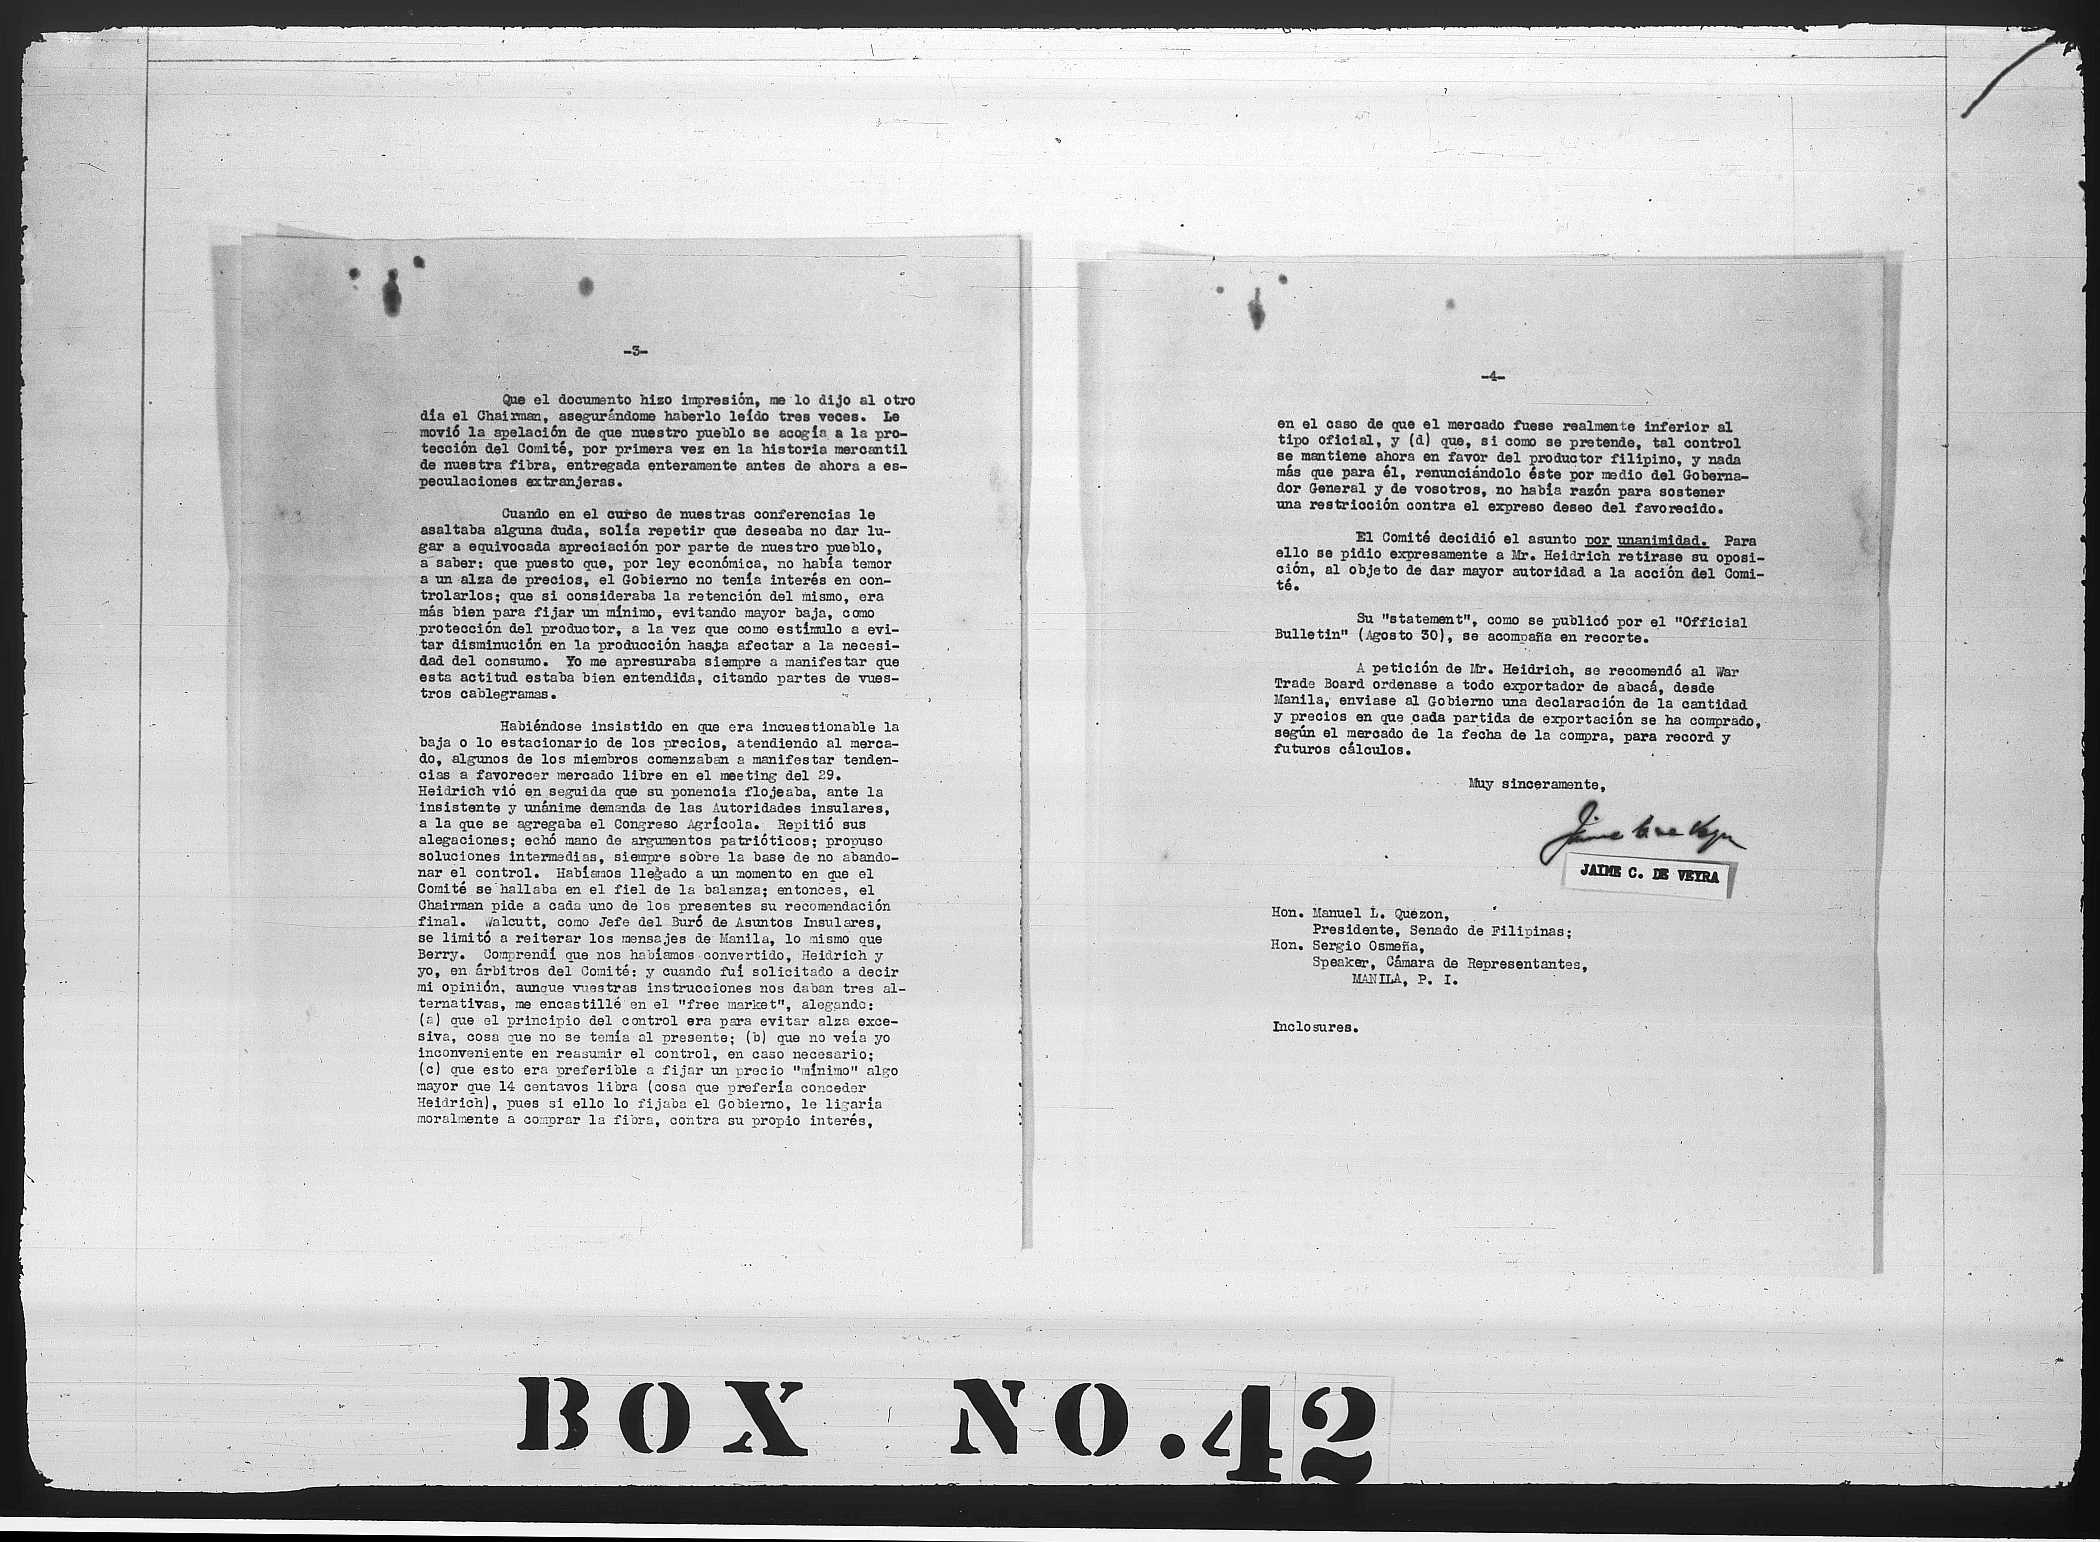 -3-
Que el documento hizo impresión, me lo dijo al otro
día el Chairman, asegurándome haberlo leído tres veces. Le
movió la apelación de que nuestro pueblo se acogía a la pro-
tección del Comité, por primera vez en la historia mercantil
de nuestra fibra, entregada enteramente antes de ahora a es-
peculaciones extranjeras.
Cuando en el curso de nuestras conferencias le
asaltaba alguna duda, solía repetir que deseaba no dar lu-
gar a equivocada apreciación por parte de nuestro pueblo,
a saber: que puesto que, por ley económica, no había temor
a un alza de precios, el Gobierno no tenía interés en con-
trolarlos; que si consideraba la retención del mismo, era
más bien para fijar un mínimo, evitando mayor baja, como
protección del productor, a la vez que como estímulo a evi-
tar disminución en la producción hasta afectar a la necesi-
dad del consumo. Yo me apresuraba siempre a manifestar que
esta actitud estaba bien entendida, citando partes de vues-
tros cablegramas.
Habiéndose insistido en que era incuestionable la
baja o lo estacionario de los precios, atendiendo al merca-
do, algunos de los miembros comenzaban a manifestar tenden-
cias a favorecer mercado libre en el meeting del 29.
Heidrich vió en seguida que su ponencia flojeaba, ante la
insistente y unánime demanda de las Autoridades insulares,
a la que se agregaba el Congreso Agrícola. Repitió sus
alegaciones; echó mano de argumentos patrióticos; propuso
soluciones intermedias, siempre sobre la base de no abando-
nar el control. Habíamos llegado a un momento en que el
Comité se hallaba en el fiel de la balanza; entonces, el
Chairman pide a cada uno de los presentes su recomendación
final. Walcutt, como Jefe del Buró de Asuntos Insulares,
se limitó a reiterar los mensajes de Manila, lo mismo que
Berry. Comprendí que nos habíamos convertido, Heidrich y
yo, en árbitros del Comité: y cuando fuí solicitado a decir
mi opinión, aunque vuestras instrucciones nos daban tres al-
ternativas, me encastillé en el "free market", alegando:
(a) que el principio del control era para evitar alza exce-
siva, cosa que no se temía al presente; (b) que no veía yo
inconveniente en reasumir el control, en caso necesario;
(c) que esto era preferible a fijar un precio "mínimo" algo
mayor que 14 centavos libra (cosa que prefería conceder
Heidrich), pues si ello lo fijaba el Gobierno, le ligaría
moralmente a comprar la fibra, contra su propio interés,
-4-
en el caso de que el mercado fuese realmente inferior al
tipo oficial, y (d) que, si como se pretende, tal control
se mantiene ahora en favor del productor filipino, y nada
más que para él, renunciándolo éste por medio del Goberna-
dor General y de vosotros, no había razón para sostener
una restricción contra el expreso deseo del favorecido.
El Comité decidió el asunto por unanimidad. Para
ello se pidio expresamente a Mr. Heidrich retirase su oposi-
ción, al objeto de dar mayor autoridad a la acción del Comi-
té.
Su "statement", como se publicó por el "Official
Bulletin" (Agosto 30), se acompaña en recorte.
A petición de Mr. Heidrich, se recomendó al War
Trade Board ordenase a todo exportador de abacá, desde
Manila, enviase al Gobierno una declaración de la cantidad
y precios en que cada partida de exportación se ha comprado,
según el mercado de la fecha de la compra, para record y
futuros cálculos.
Muy sinceramente,
Jaime C. de Veyra
JAIME C. DE VEYRA
Hon. Manuel L. Quezon,
Presidente, Senado de Filipinas;
Hon. Sergio Osmeña,
Speaker, Cámara de Representantes,
MANILA, P. I.
Inclosures.
BOX NO.42